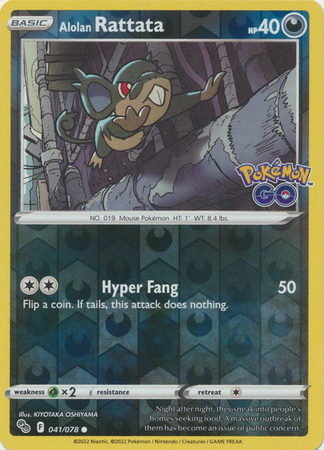 BASIC
Alolan Rattata HP 40
Pokémon GO
NO. 019 Mouse Pokémon HT: 1' WT: 8.4 lbs.
Hyper Fang 50
Flip a coin. If tails, this attack does nothing.
weakness ×2 resistance retreat
Illus. KIYOTAKA OSHIYAMA
F 041/078
Night after night, they sneak into people's
homes seeking food. A massive outbreak of
them has become an issue of public concern.
©2022 Niantic. ©2022 Pokémon / Nintendo / Creatures / GAME FREAK.